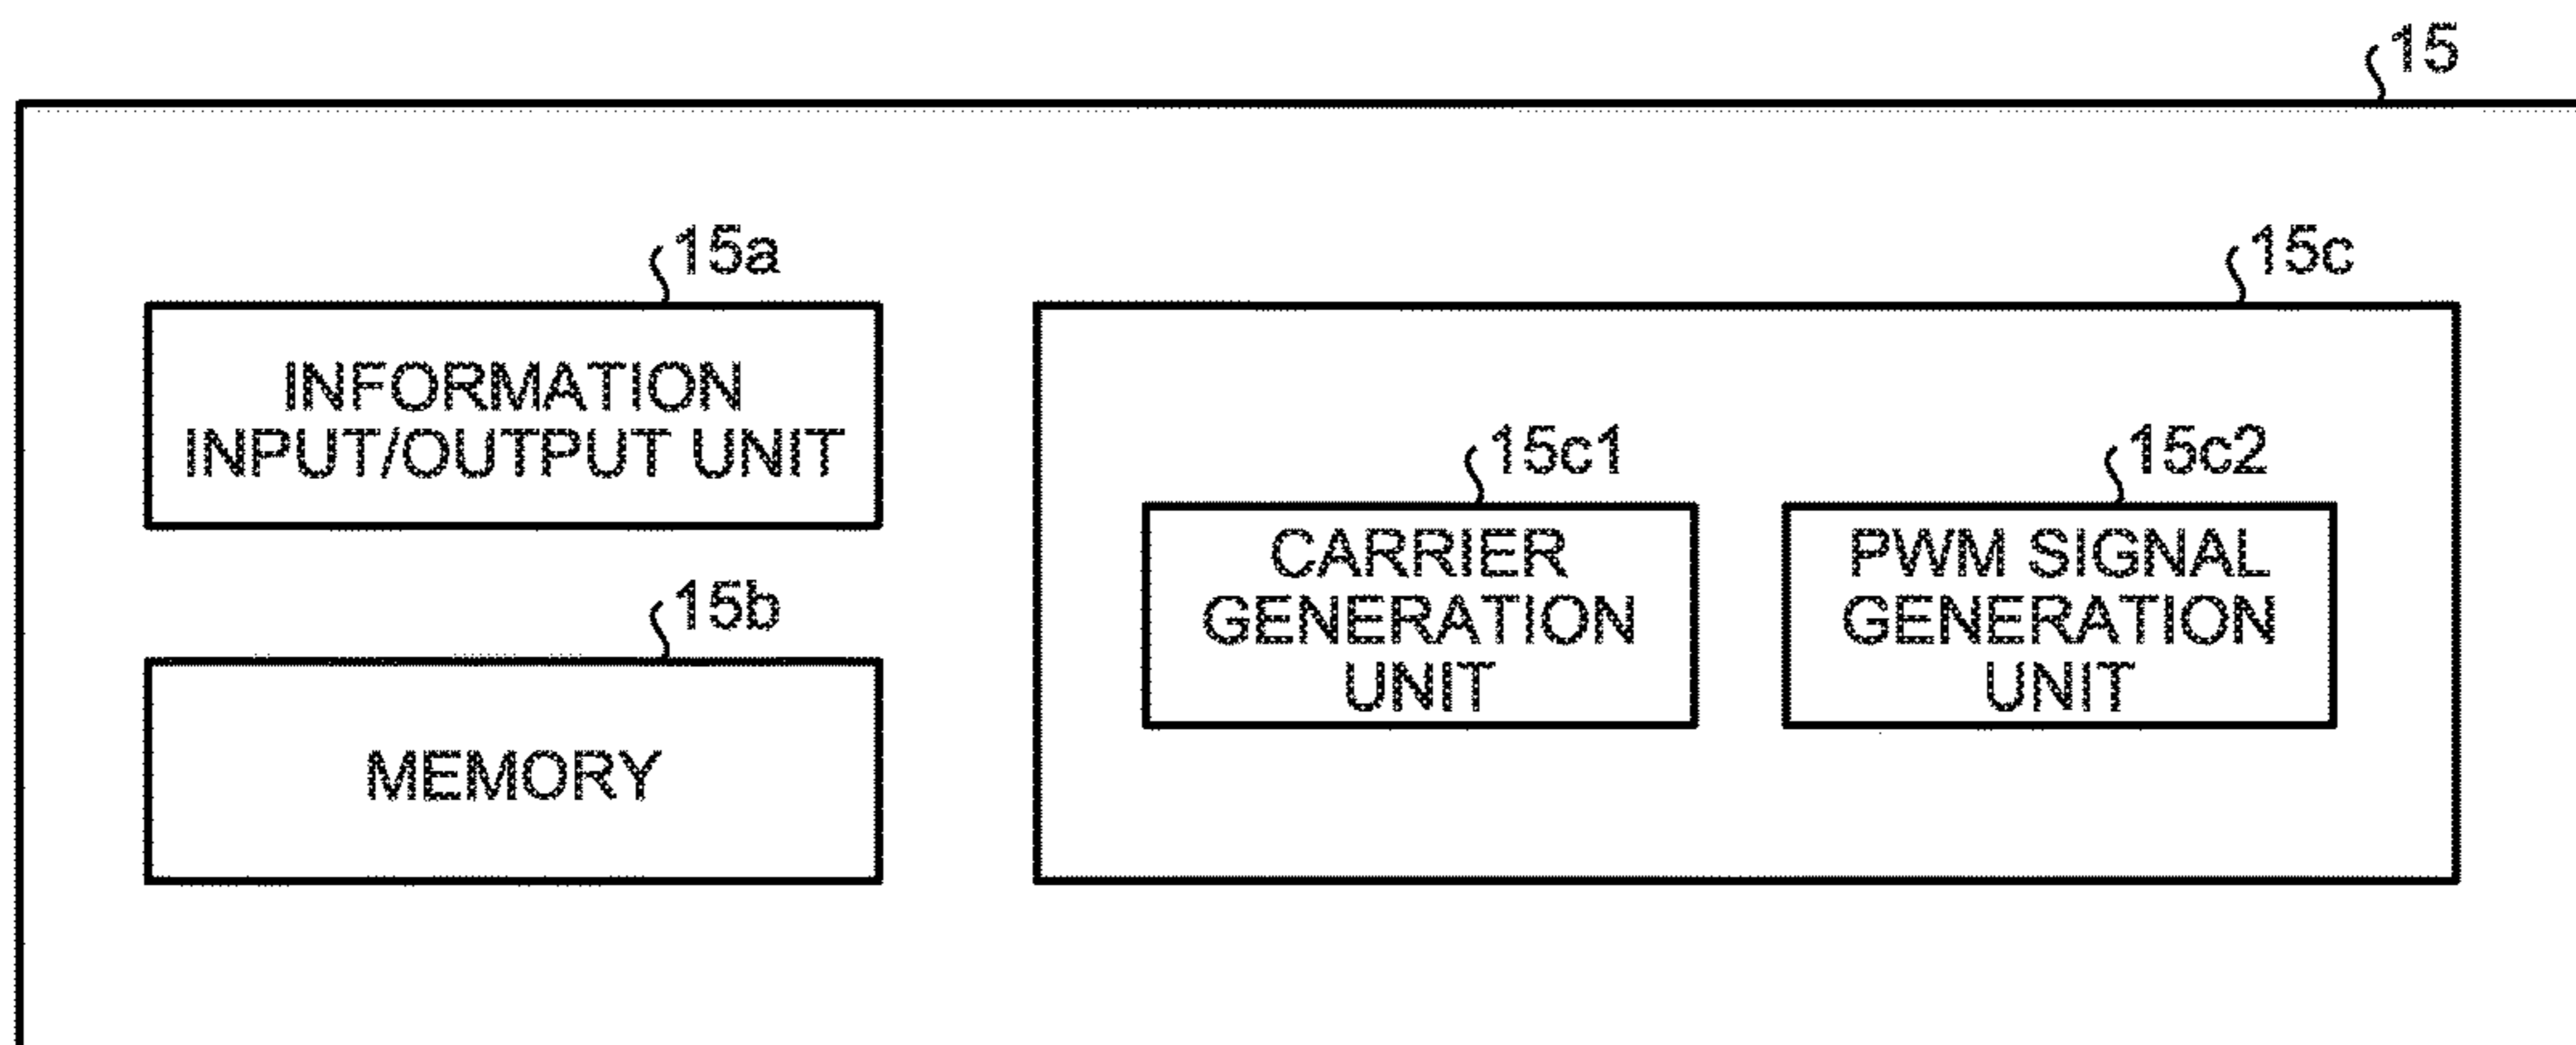 15
15a
INFORMATION
INPUT/OUTPUT UNIT
15b
MEMORY
15c
15c1
CARRIER
GENERATION
UNIT
15c2
PWM SIGNAL
GENERATION
UNIT